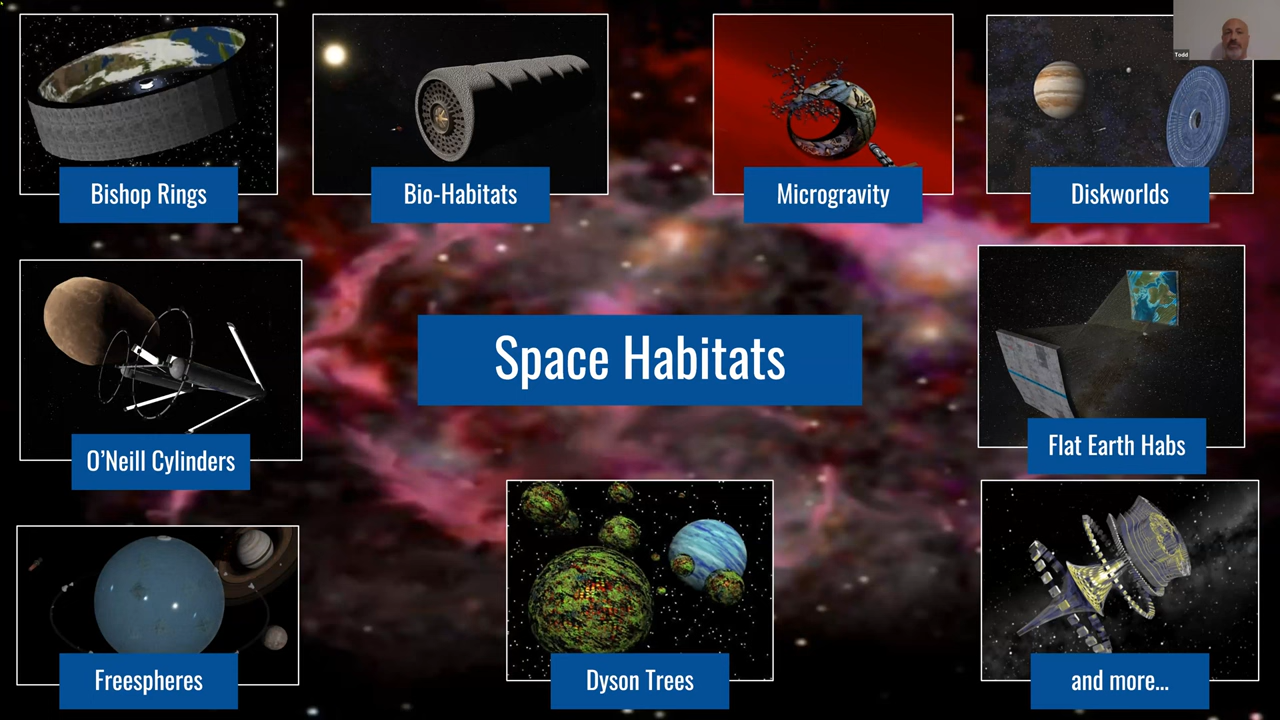 Todd
Bishop Rings
Bio-Habitats
Microgravity
Diskworlds
Space Habitats
O'Neill Cylinders
Flat Earth Habs
Freespheres
Dyson Trees
and more...